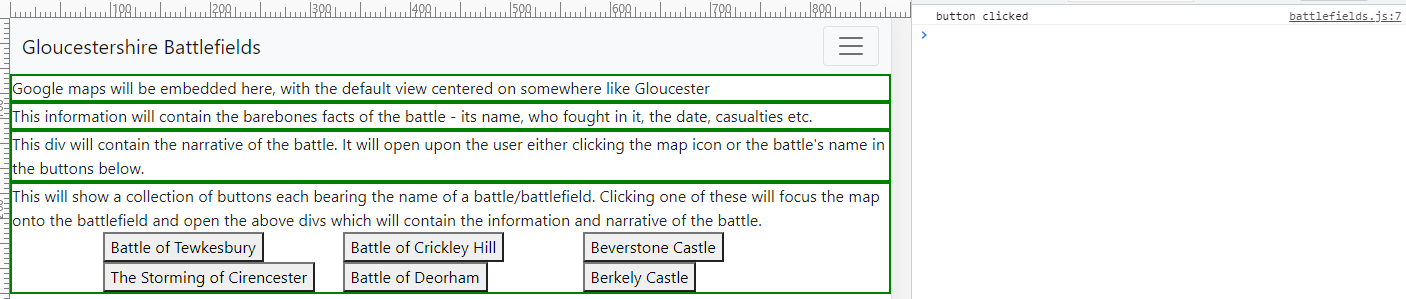 100 200 300 400 500 600 700 800
button clicked battlefields.js:7
Gloucestershire Battlefields
Google maps will be embedded here, with the default view centered on somewhere like Gloucester
This information will contain the barebones facts of the battle - its name, who fought in it, the date, casualties etc.
This div will contain the narrative of the battle. It will open upon the user either clicking the map icon or the battle's name in
the buttons below.
This will show a collection of buttons each bearing the name of a battle/battlefield. Clicking one of these will focus the map
onto the battlefield and open the above divs which will contain the information and narrative of the battle.
Battle of Tewkesbury Battle of Crickley Hill Beverstone Castle
The Storming of Cirencester Battle of Deorham Berkely Castle